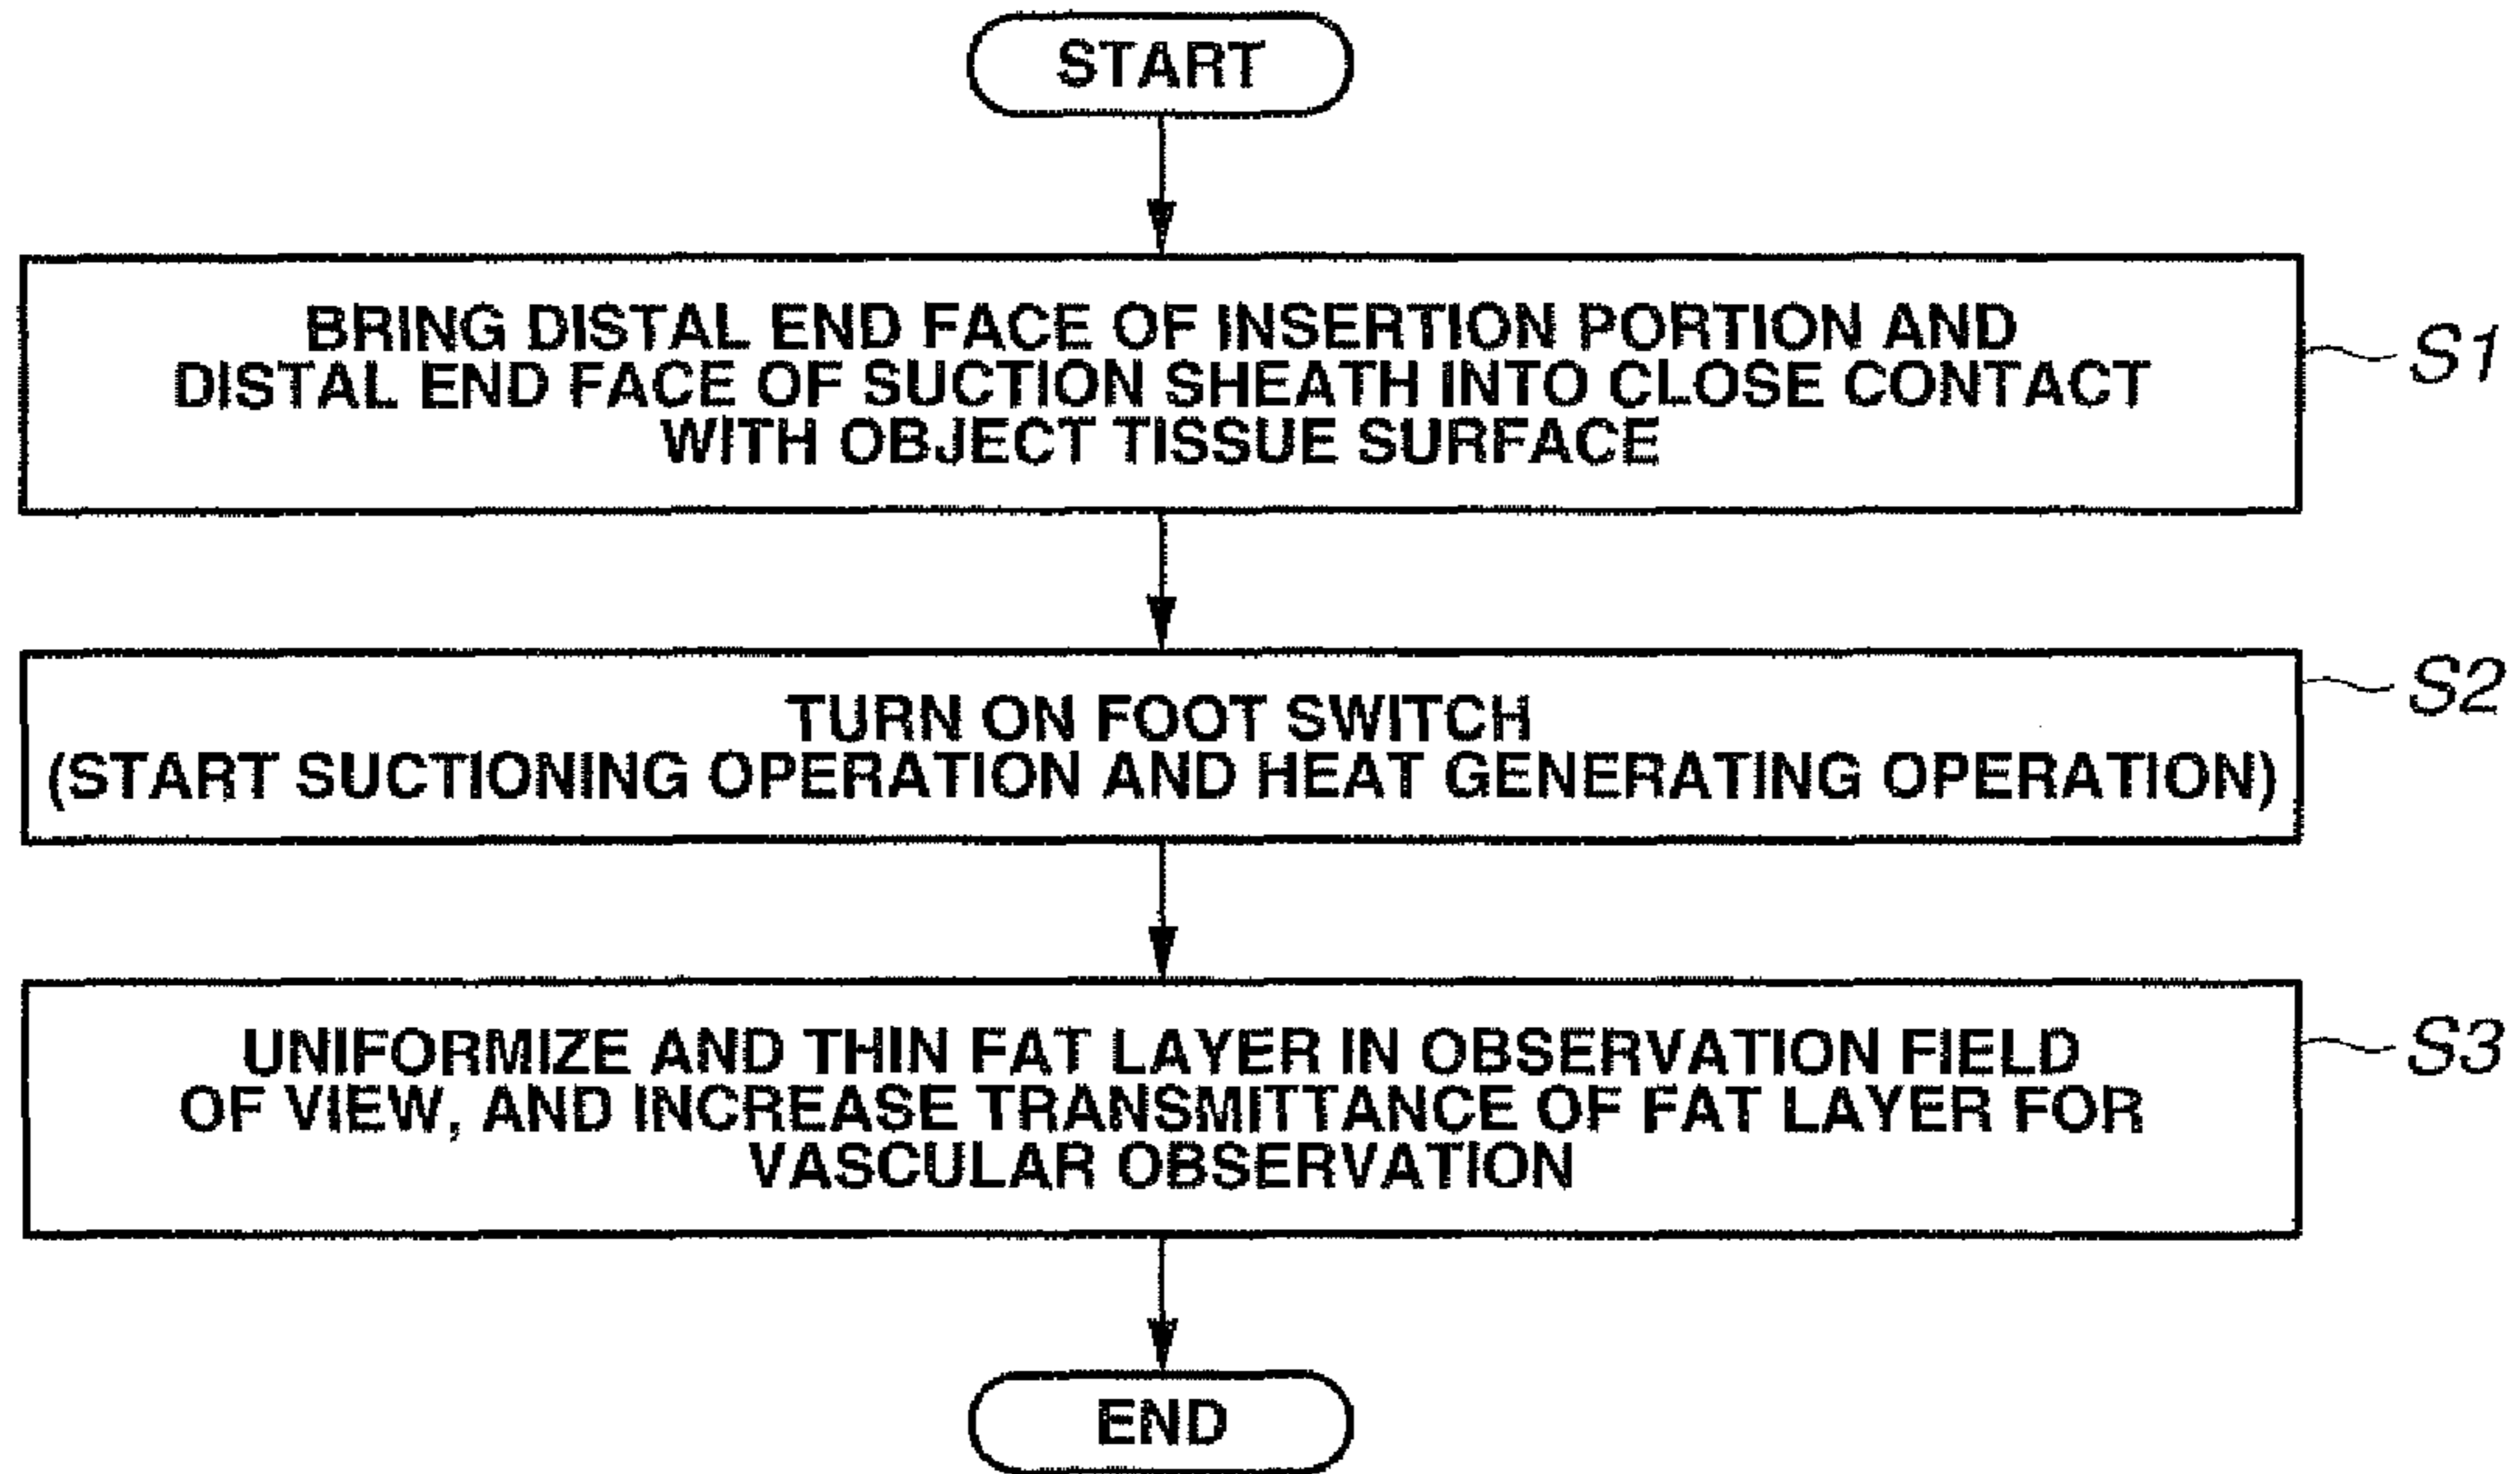 START
BRING DISTAL END FACE OF INSERTION PORTION AND
DISTAL END FACE OF SUCTION SHEATH INTO CLOSE CONTACT
WITH OBJECT TISSUE SURFACE
S1
TURN ON FOOT SWITCH
(START SUCTIONING OPERATION AND HEAT GENERATING OPERATION)
S2
UNIFORMIZE AND THIN FAT LAYER IN OBSERVATION FIELD
OF VIEW, AND INCREASE TRANSMITTANCE OF FAT LAYER FOR
VASCULAR OBSERVATION
S3
END